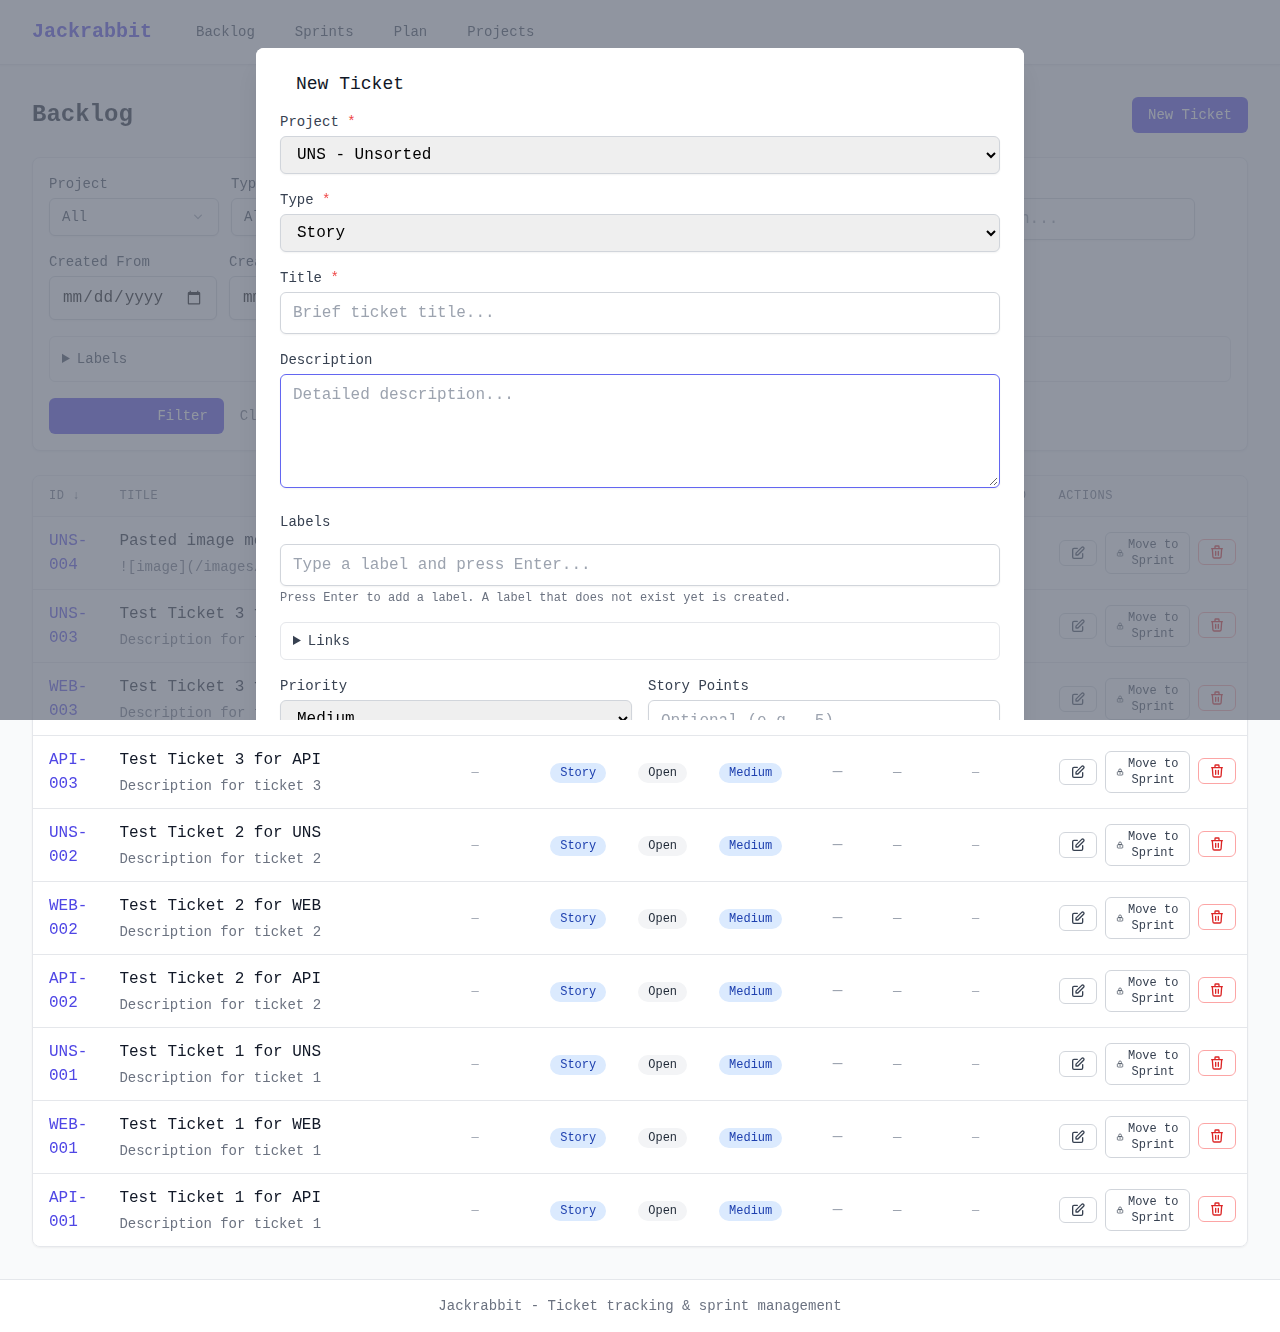 Jackrabbit Backlog Sprints Plan Projects
New Ticket
Backlog
New Ticket
Project *
UNS - Unsorted
Type *
Story
Title *
Brief ticket title...
Description
Detailed description...
Labels
Type a label and press Enter...
Press Enter to add a label. A label that does not exist yet is created.
Links
Priority Story Points
Medium Optional (e.g., 5)
Project
All
Created From
mm/dd/yyyy
Labels
Filter
ID ↓ TITLE ACTIONS
UNS-
004
Move to
Sprint
UNS-
003
Test Ticket 3
Move to
Sprint
WEB-
003
Test Ticket 3
Move to
Sprint
API-
003
Test Ticket 3 for API
Description for ticket 3
— Story Open Medium — — —
Move to
Sprint
UNS-
002
Test Ticket 2 for UNS
Description for ticket 2
— Story Open Medium — — —
Move to
Sprint
WEB-
002
Test Ticket 2 for WEB
Description for ticket 2
— Story Open Medium — — —
Move to
Sprint
API-
002
Test Ticket 2 for API
Description for ticket 2
— Story Open Medium — — —
Move to
Sprint
UNS-
001
Test Ticket 1 for UNS
Description for ticket 1
— Story Open Medium — — —
Move to
Sprint
WEB-
001
Test Ticket 1 for WEB
Description for ticket 1
— Story Open Medium — — —
Move to
Sprint
API-
001
Test Ticket 1 for API
Description for ticket 1
— Story Open Medium — — —
Move to
Sprint
Jackrabbit - Ticket tracking & sprint management